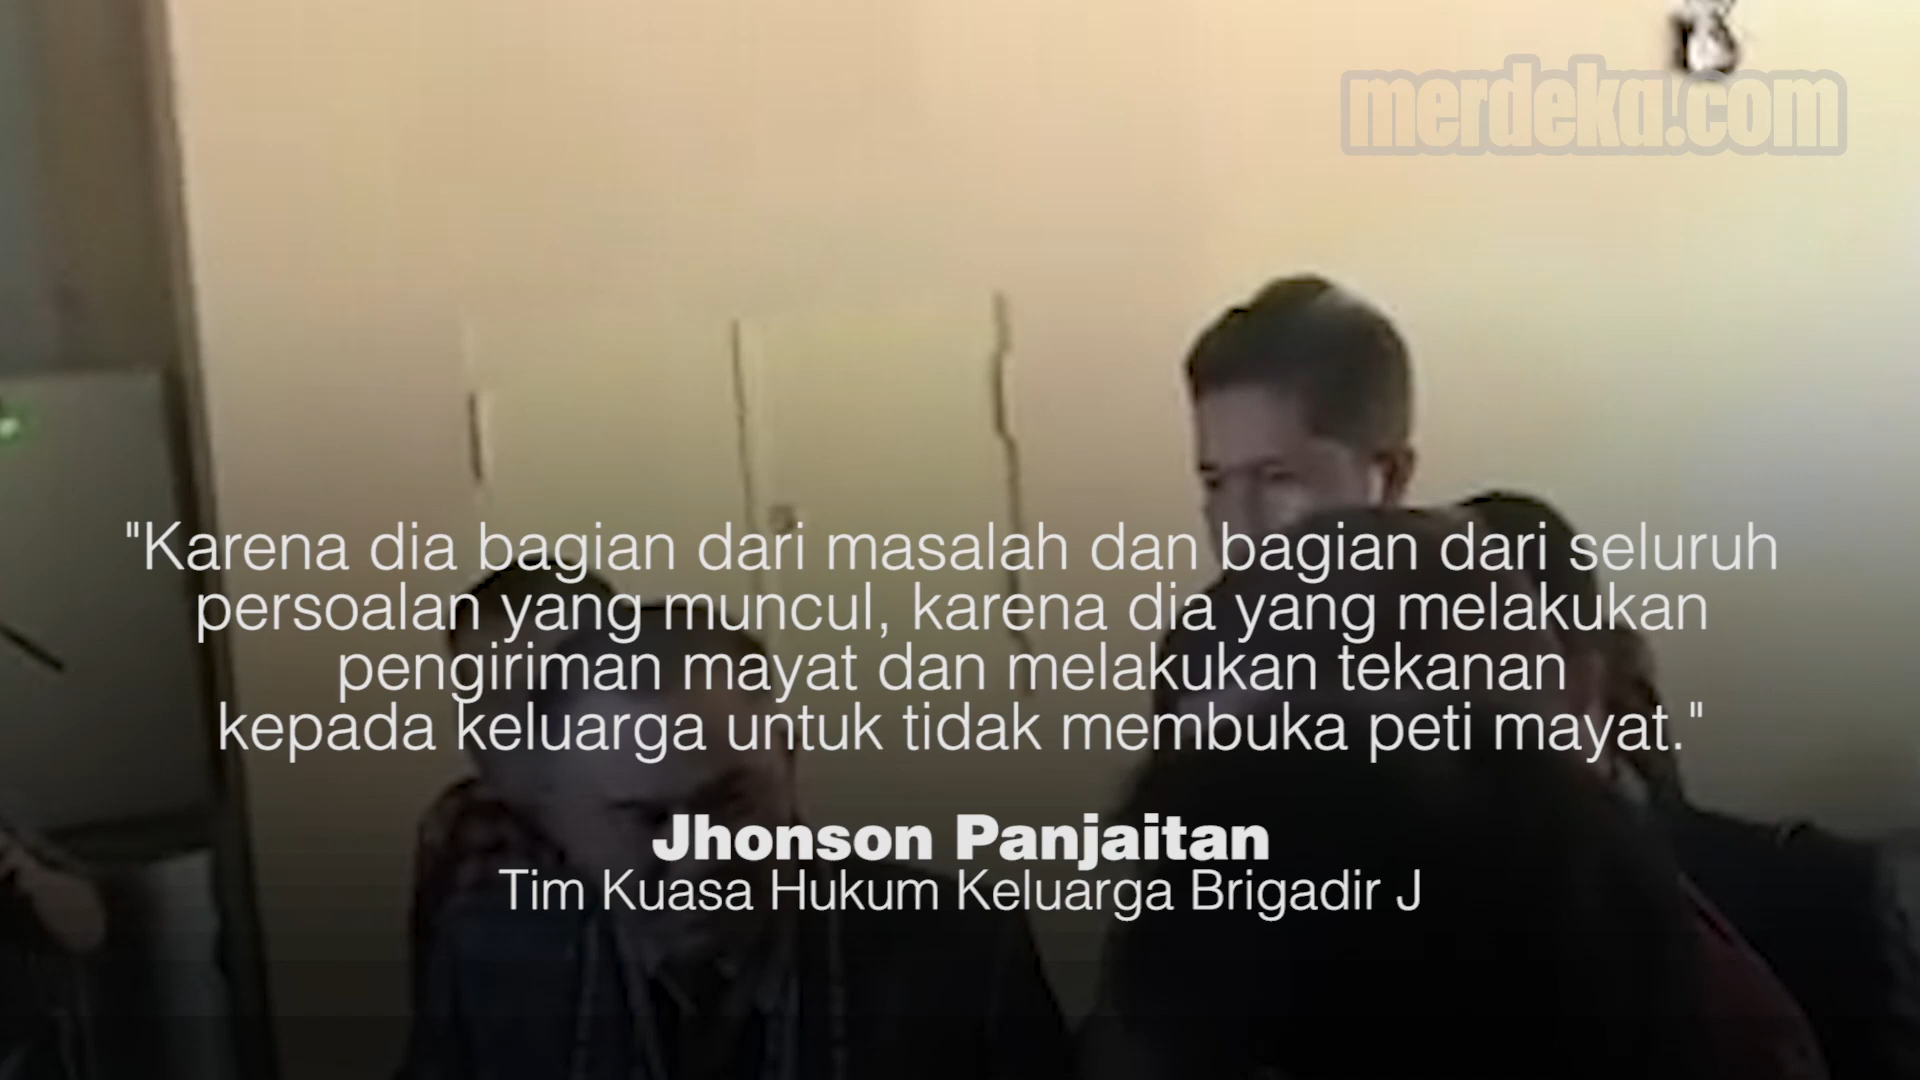 merdeka.com
"Karena dia bagian dari masalah dan bagian dari seluruh
persoalan yang muncul, karena dia yang melakukan
pengiriman mayat dan melakukan tekanan
kepada keluarga untuk tidak membuka peti mayat."
Jhonson Panjaitan
Tim Kuasa Hukum Keluarga Brigadir J